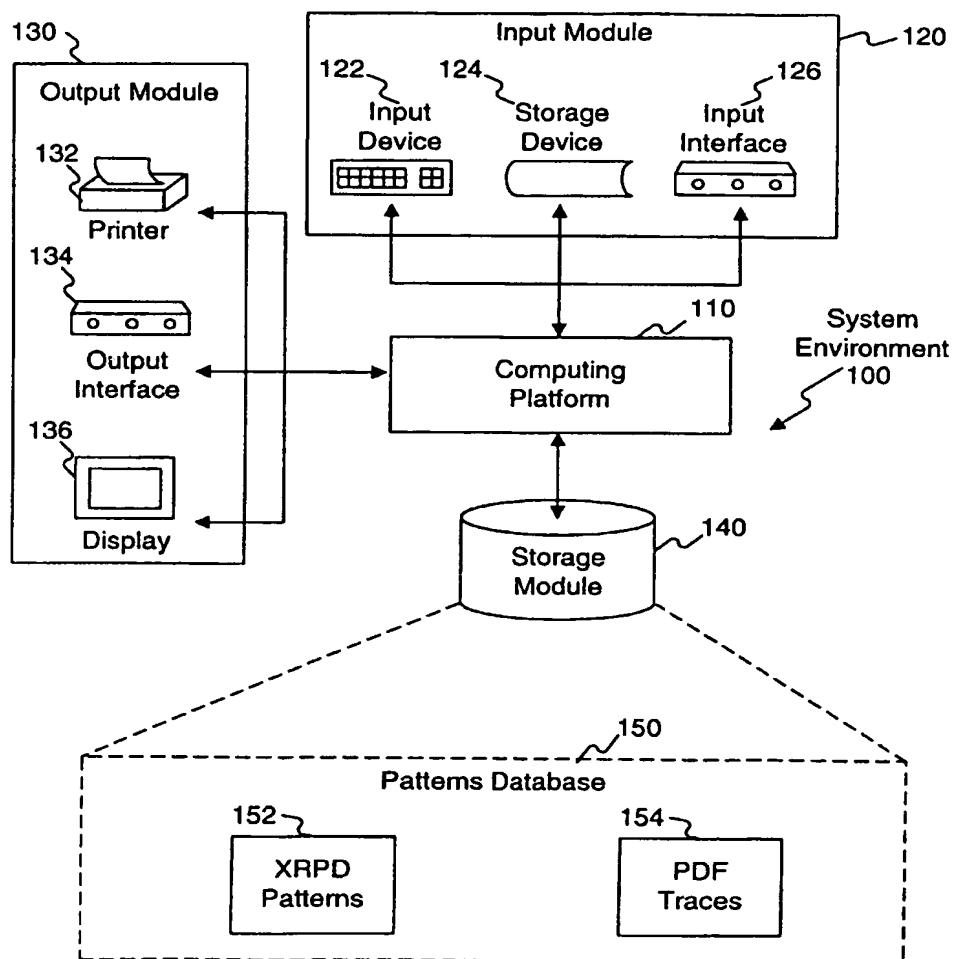 130
Output Module
132
Printer
134
Output
Interface
136
Display
Input Module
120
122
Input
Device
124
Storage
Device
126
Input
Interface
110
Computing
Platform
System
Environment
100
140
Storage
Module
150
Patterns Database
152
XRPD
Patterns
154
PDF
Traces